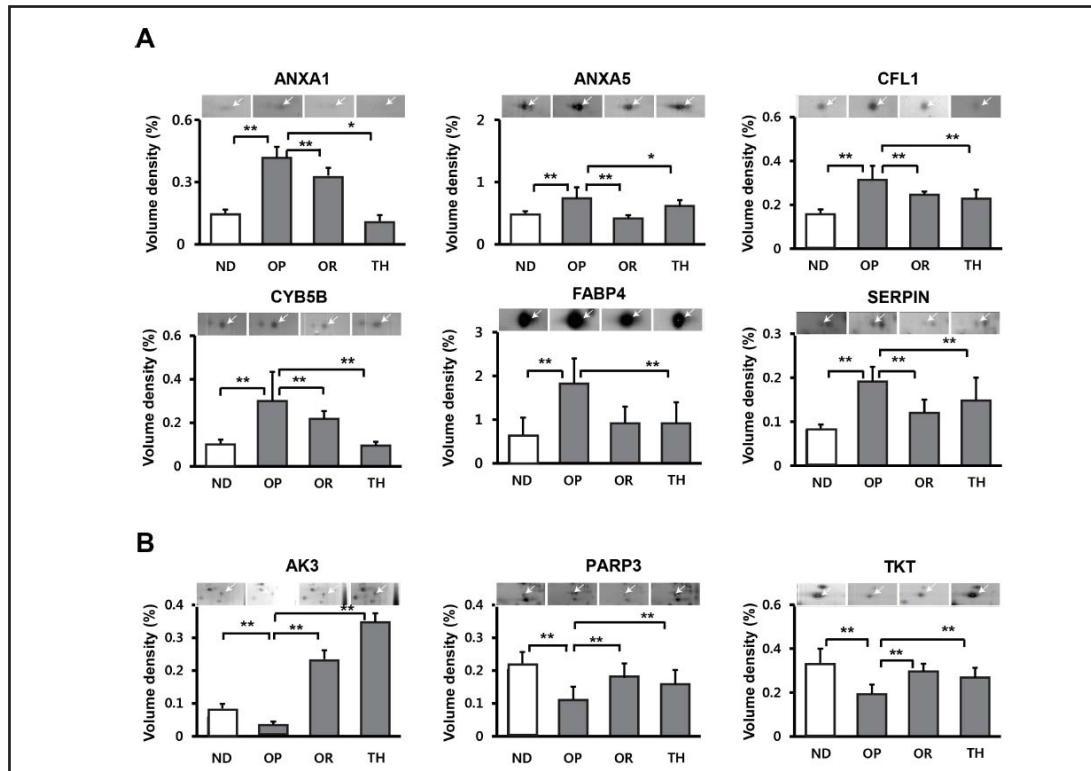 A
ANXA1
Volume density (%)
0.6
0.3
0
**
**
*
ND OP OR TH
ANXA5
Volume density (%)
2
1
0
**
**
*
ND OP OR TH
CFL1
Volume density (%)
0.6
0.4
0.2
0
**
**
**
ND OP OR TH
CYB5B
Volume density (%)
0.6
0.4
0.2
0
**
**
**
ND OP OR TH
FABP4
Volume density (%)
3
2
1
0
**
**
ND OP OR TH
SERPIN
Volume density (%)
0.3
0.2
0.1
0
**
**
**
ND OP OR TH
B
AK3
Volume density (%)
0.4
0.3
0.2
0.1
0
**
**
**
ND OP OR TH
PARP3
Volume density (%)
0.4
0.3
0.2
0.1
0
**
**
**
ND OP OR TH
TKT
Volume density (%)
0.6
0.4
0.2
0
**
**
**
ND OP OR TH